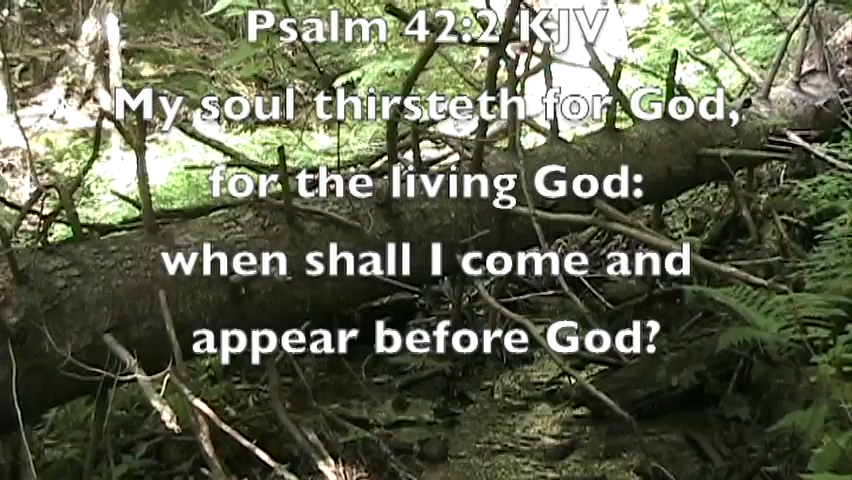 Psalm 42:2 KJV
My soul thirsteth for God,
for the living God:
when shall I come and
appear before God?